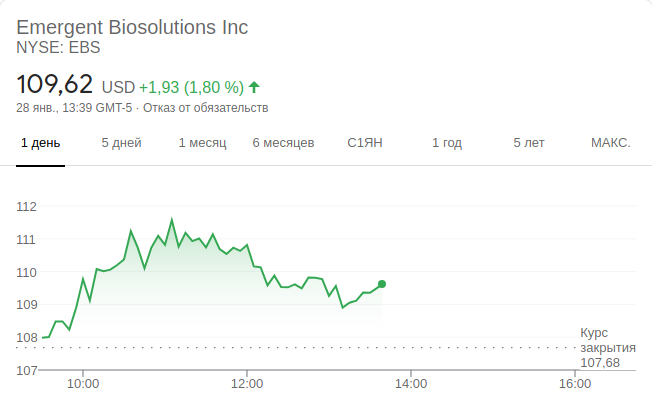 Emergent Biosolutions Inc
NYSE: EBS
109,62 USD +1,93 (1,80 %)
28 янв., 13:39 GMT-5 · Отказ от обязательств
1 день 5 дней 1 месяц 6 месяцев С1ЯН 1 год 5 лет МАКС.
112
111
110
109
108
107
Курс
закрытия
107,68
10:00 12:00 14:00 16:00